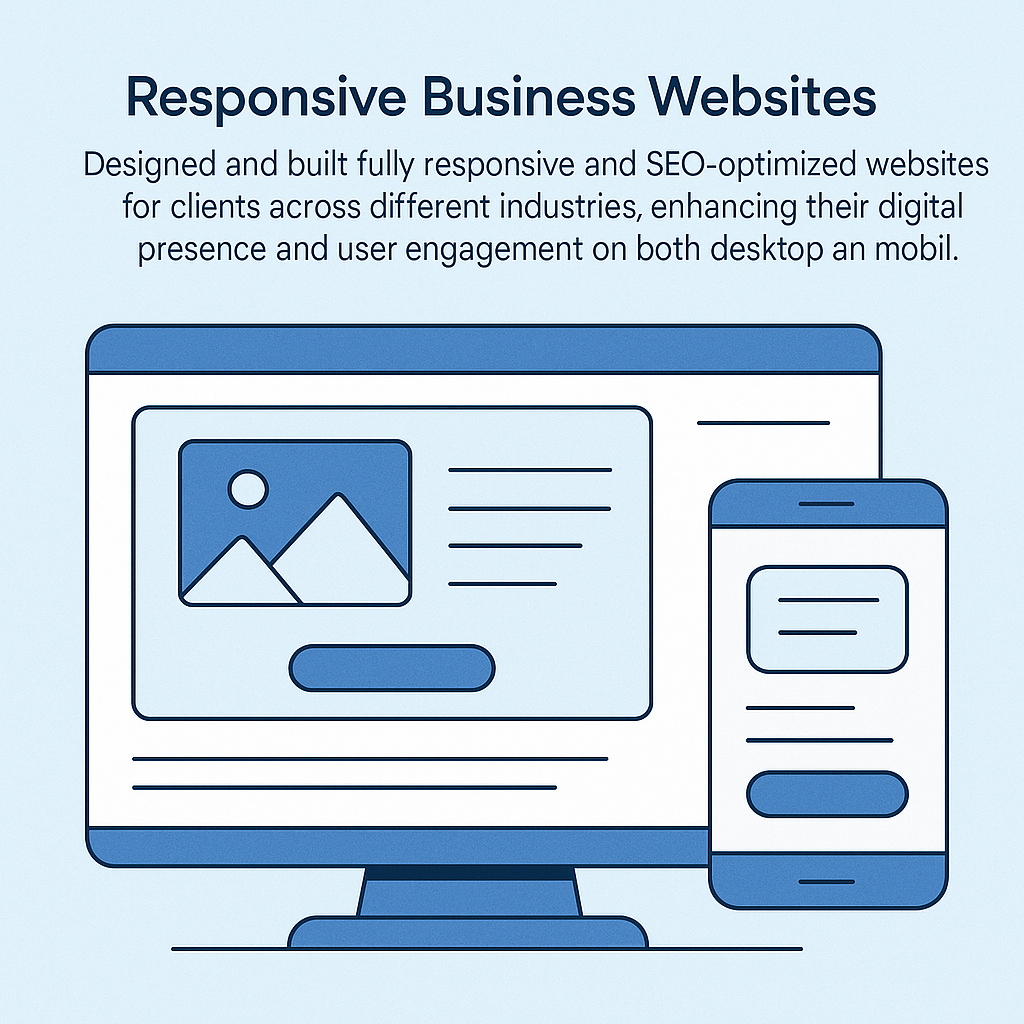 Responsive Business Websites
Designed and built fully responsive and SEO-optimized websites
for clients across different industries, enhancing their digital
presence and user engagement on both desktop an mobil.